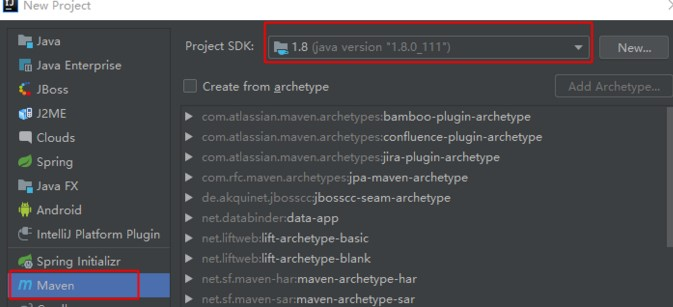 New Project
Java
Java Enterprise
JBoss
J2ME
Clouds
Spring
Java FX
Android
IntelliJ Platform Plugin
Spring Initializr
Maven
Project SDK: 1.8 (java version "1.8.0_111") New...
Create from archetype Add Archetype...
com.atlassian.maven.archetypes:bamboo-plugin-archetype
com.atlassian.maven.archetypes:confluence-plugin-archetype
com.atlassian.maven.archetypes:jira-plugin-archetype
com.rfc.maven.archetypes:jpa-maven-archetype
de.akquinet.jbosscc:jbosscc-seam-archetype
net.databinder:data-app
net.liftweb:lift-archetype-basic
net.liftweb:lift-archetype-blank
net.sf.maven-har:maven-archetype-har
net.sf.maven-sar:maven-archetype-sar